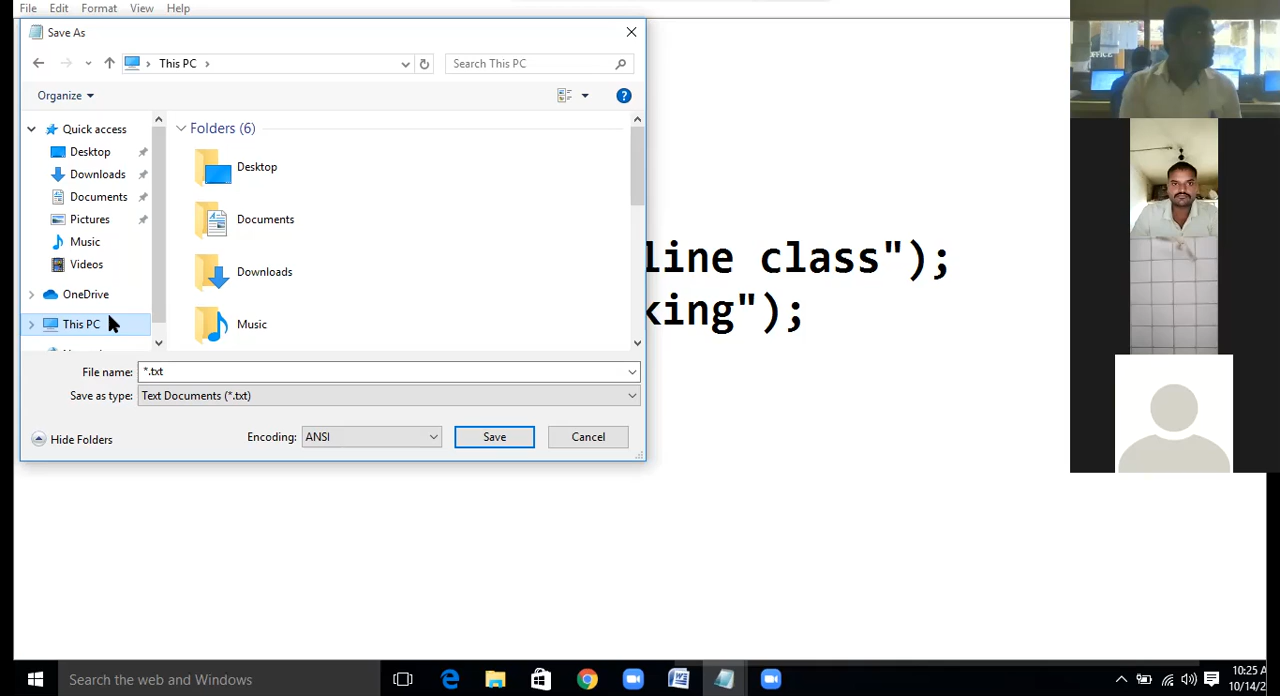 File Edit Format View Help
Save As
This PC
Search This PC
Organize
Quick access
Desktop
Downloads
Documents
Pictures
Music
Videos
OneDrive
This PC
Folders (6)
Desktop
Documents
Downloads
Music
line class");
king");
File name: *.txt
Save as type: Text Documents (*.txt)
Hide Folders
Encoding: ANSI
Save
Cancel
Search the web and Windows
10:25
10/14/2